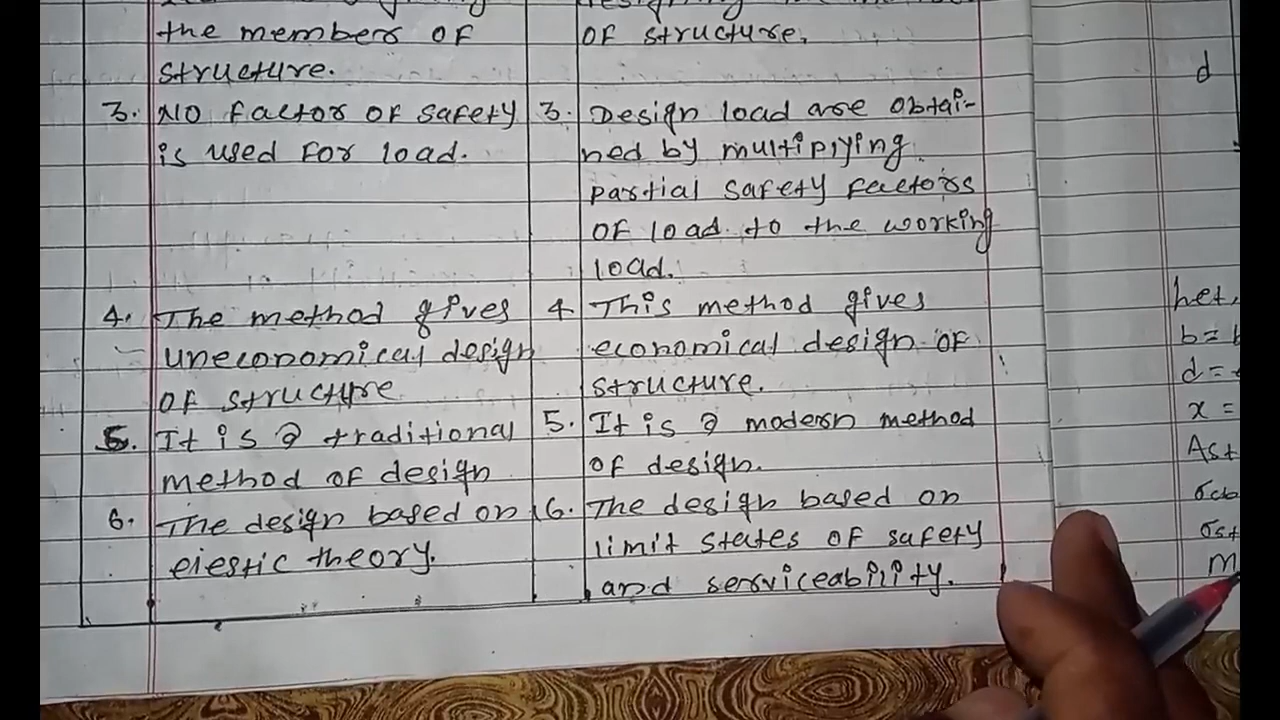 the members of
structure.
3. No factor of safety
is used for load.
4. The method gives
uneconomical design
of structure
5. It is a traditional
method of design
6. The design based on
elestic theory.
of structure,
3. Design load are obtai-
ned by multiplying
partial safety factors
of load to the working
load.
4. This method gives
economical design of
structure.
5. It is a modern method
of design.
6. The design based on
limit states of safety
and serviceability.
d
b=
d=
x =
Ast
σcb
m